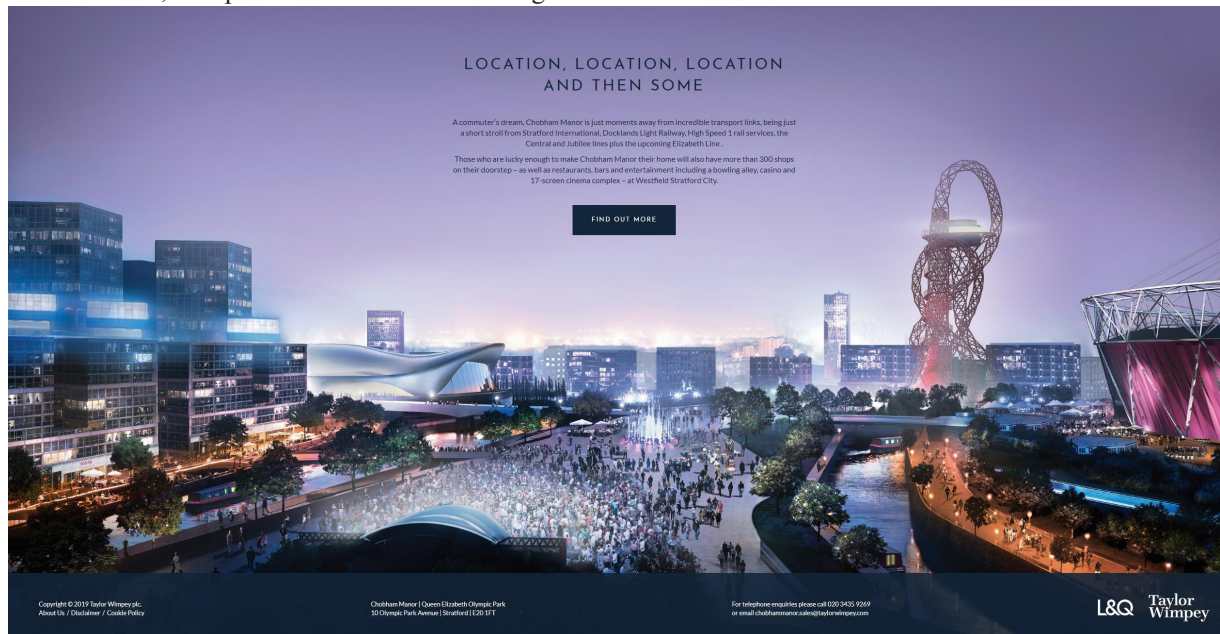 LOCATION, LOCATION, LOCATION
AND THEN SOME
A commuter's dream, Chobham Manor is just moments away from incredible transport links, being just
a short stroll from Stratford International, Docklands Light Railway, High Speed 1 rail services, the
Central and Jubilee lines plus the upcoming Elizabeth Line .
Those who are lucky enough to make Chobham Manor their home will also have more than 300 shops
on their doorstep – as well as restaurants, bars and entertainment including a bowling alley, casino and
17-screen cinema complex – at Westfield Stratford City.
FIND OUT MORE
Copyright © 2019 Taylor Wimpey plc.
About Us / Disclaimer / Cookie Policy
Chobham Manor | Queen Elizabeth Olympic Park
10 Olympic Park Avenue | Stratford | E20 1FT
For telephone enquiries please call 020 3435 9269
or email chobhammanor.sales@taylorwimpey.com
L&Q
Taylor
Wimpey